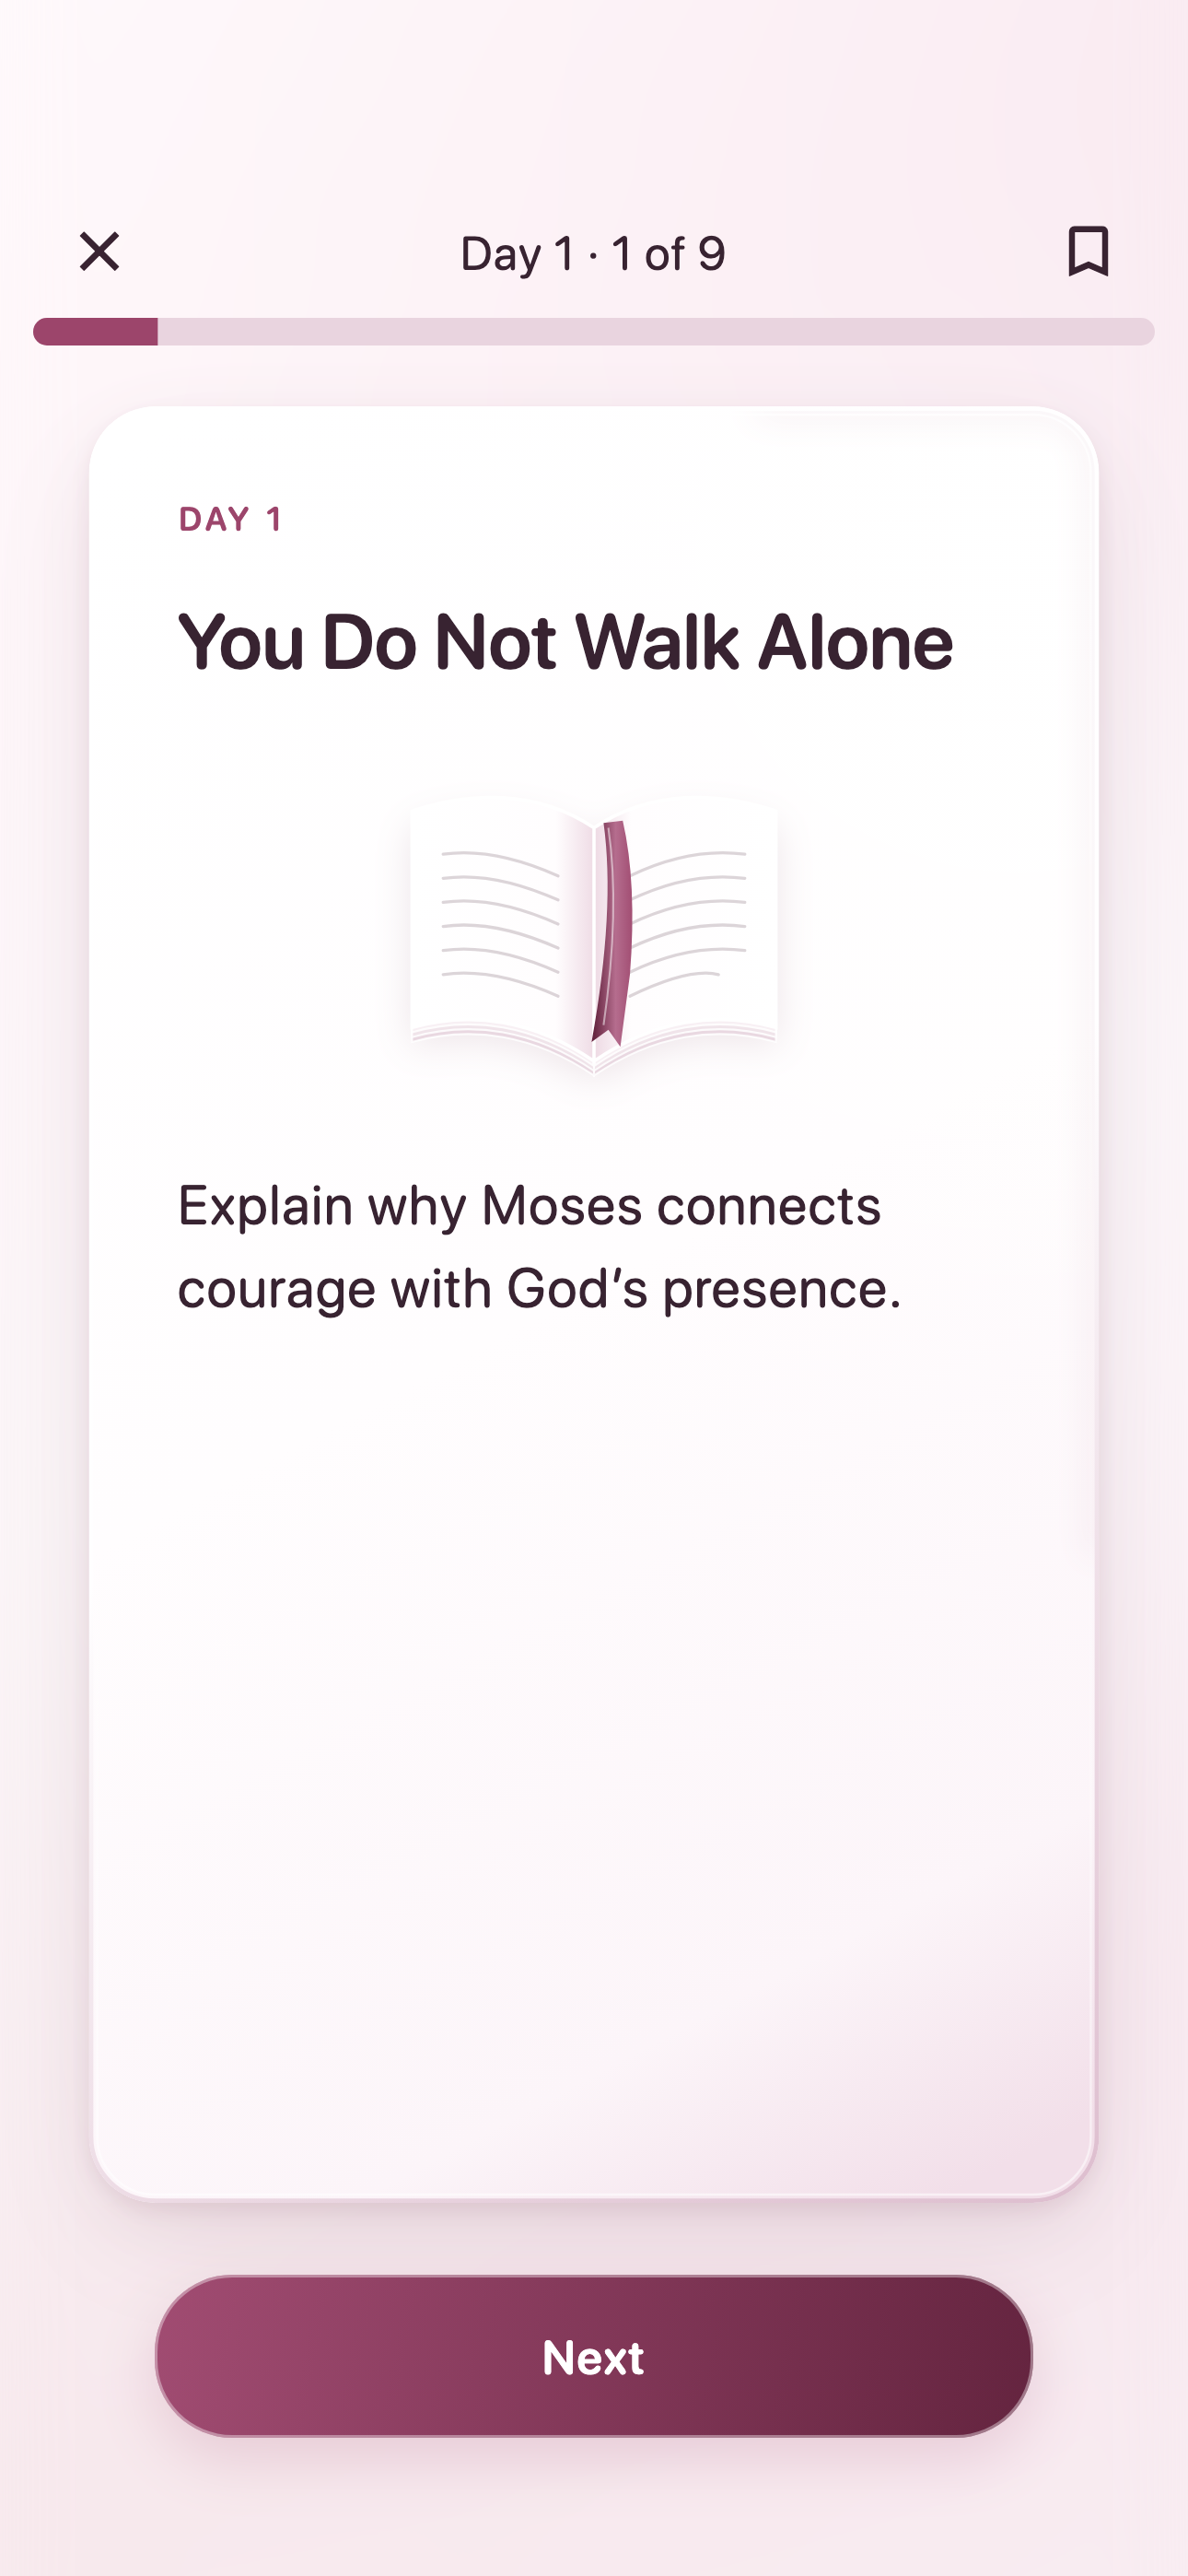 Day 1 · 1 of 9
DAY 1
You Do Not Walk Alone
Explain why Moses connects
courage with God's presence.
Next